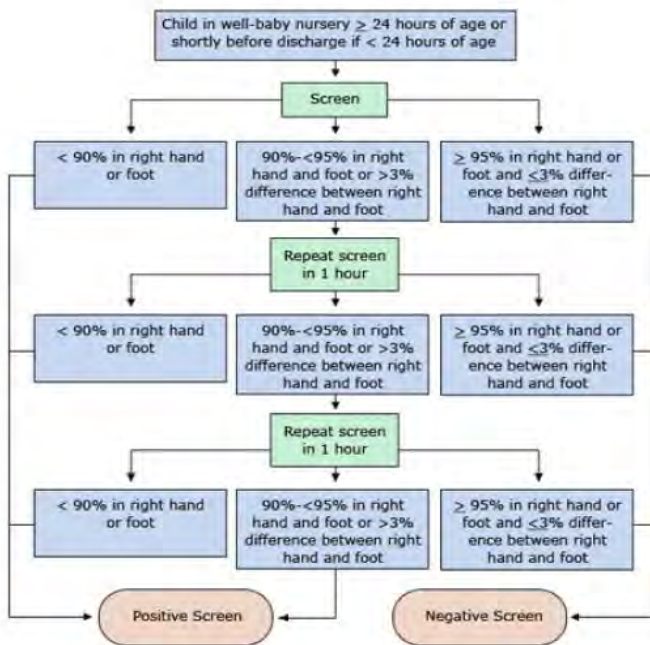 Child in well-baby nursery ≥ 24 hours of age or
shortly before discharge if < 24 hours of age
Screen
< 90% in right hand
or foot
90%-<95% in right
hand and foot or >3%
difference between right
hand and foot
≥ 95% in right hand or
foot and ≤3% differ-
ence between right
hand and foot
Repeat screen
in 1 hour
< 90% in right hand
or foot
90%-<95% in right
hand and foot or >3%
difference between right
hand and foot
≥ 95% in right hand or
foot and ≤3% differ-
ence between right
hand and foot
Repeat screen
in 1 hour
< 90% in right hand
or foot
90%-<95% in right
hand and foot or >3%
difference between right
hand and foot
≥ 95% in right hand or
foot and ≤3% differ-
ence between right
hand and foot
Positive Screen
Negative Screen